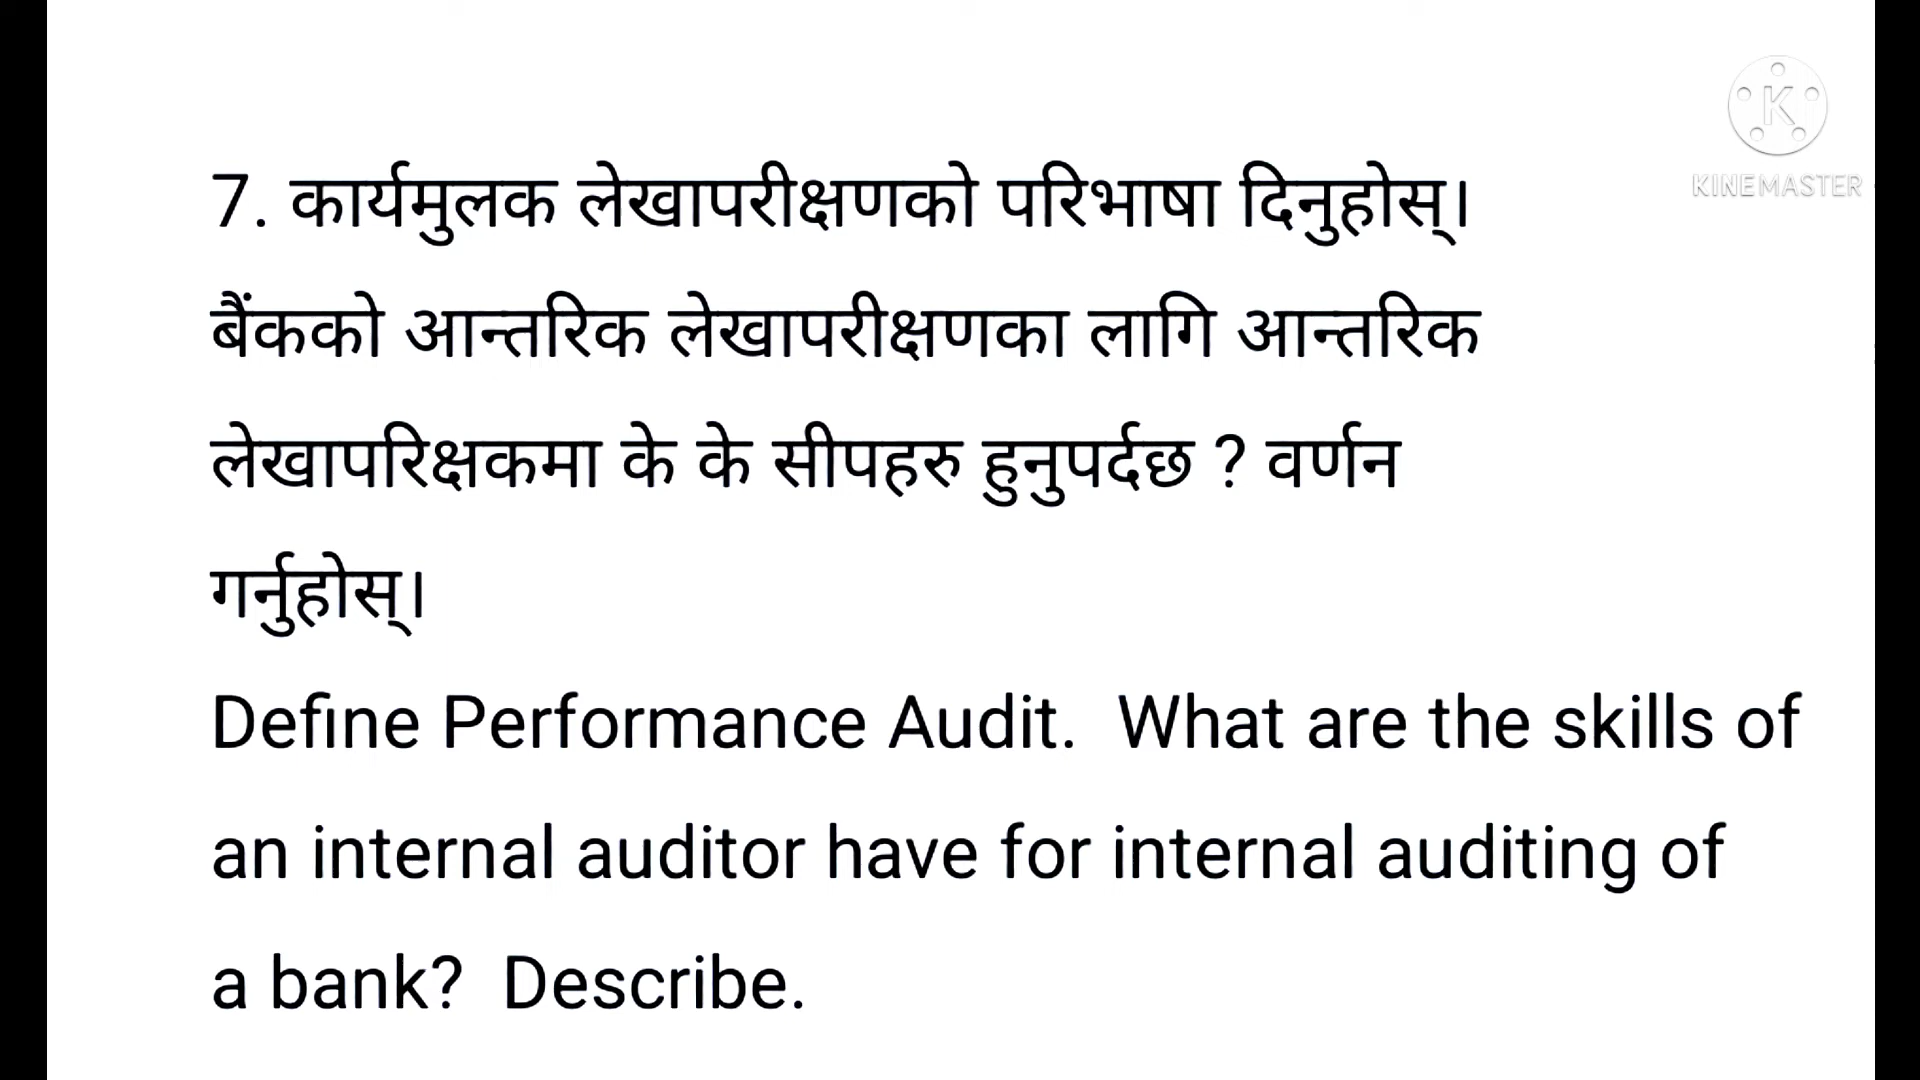 7. कार्यमुलक लेखापरीक्षणको परिभाषा दिनुहोस्।
बैंकको आन्तरिक लेखापरीक्षणका लागि आन्तरिक
लेखापरिक्षकमा के के सीपहरु हुनुपर्दछ ? वर्णन
गर्नुहोस्।
Define Performance Audit. What are the skills of
an internal auditor have for internal auditing of
a bank? Describe.
K
KINEMASTER